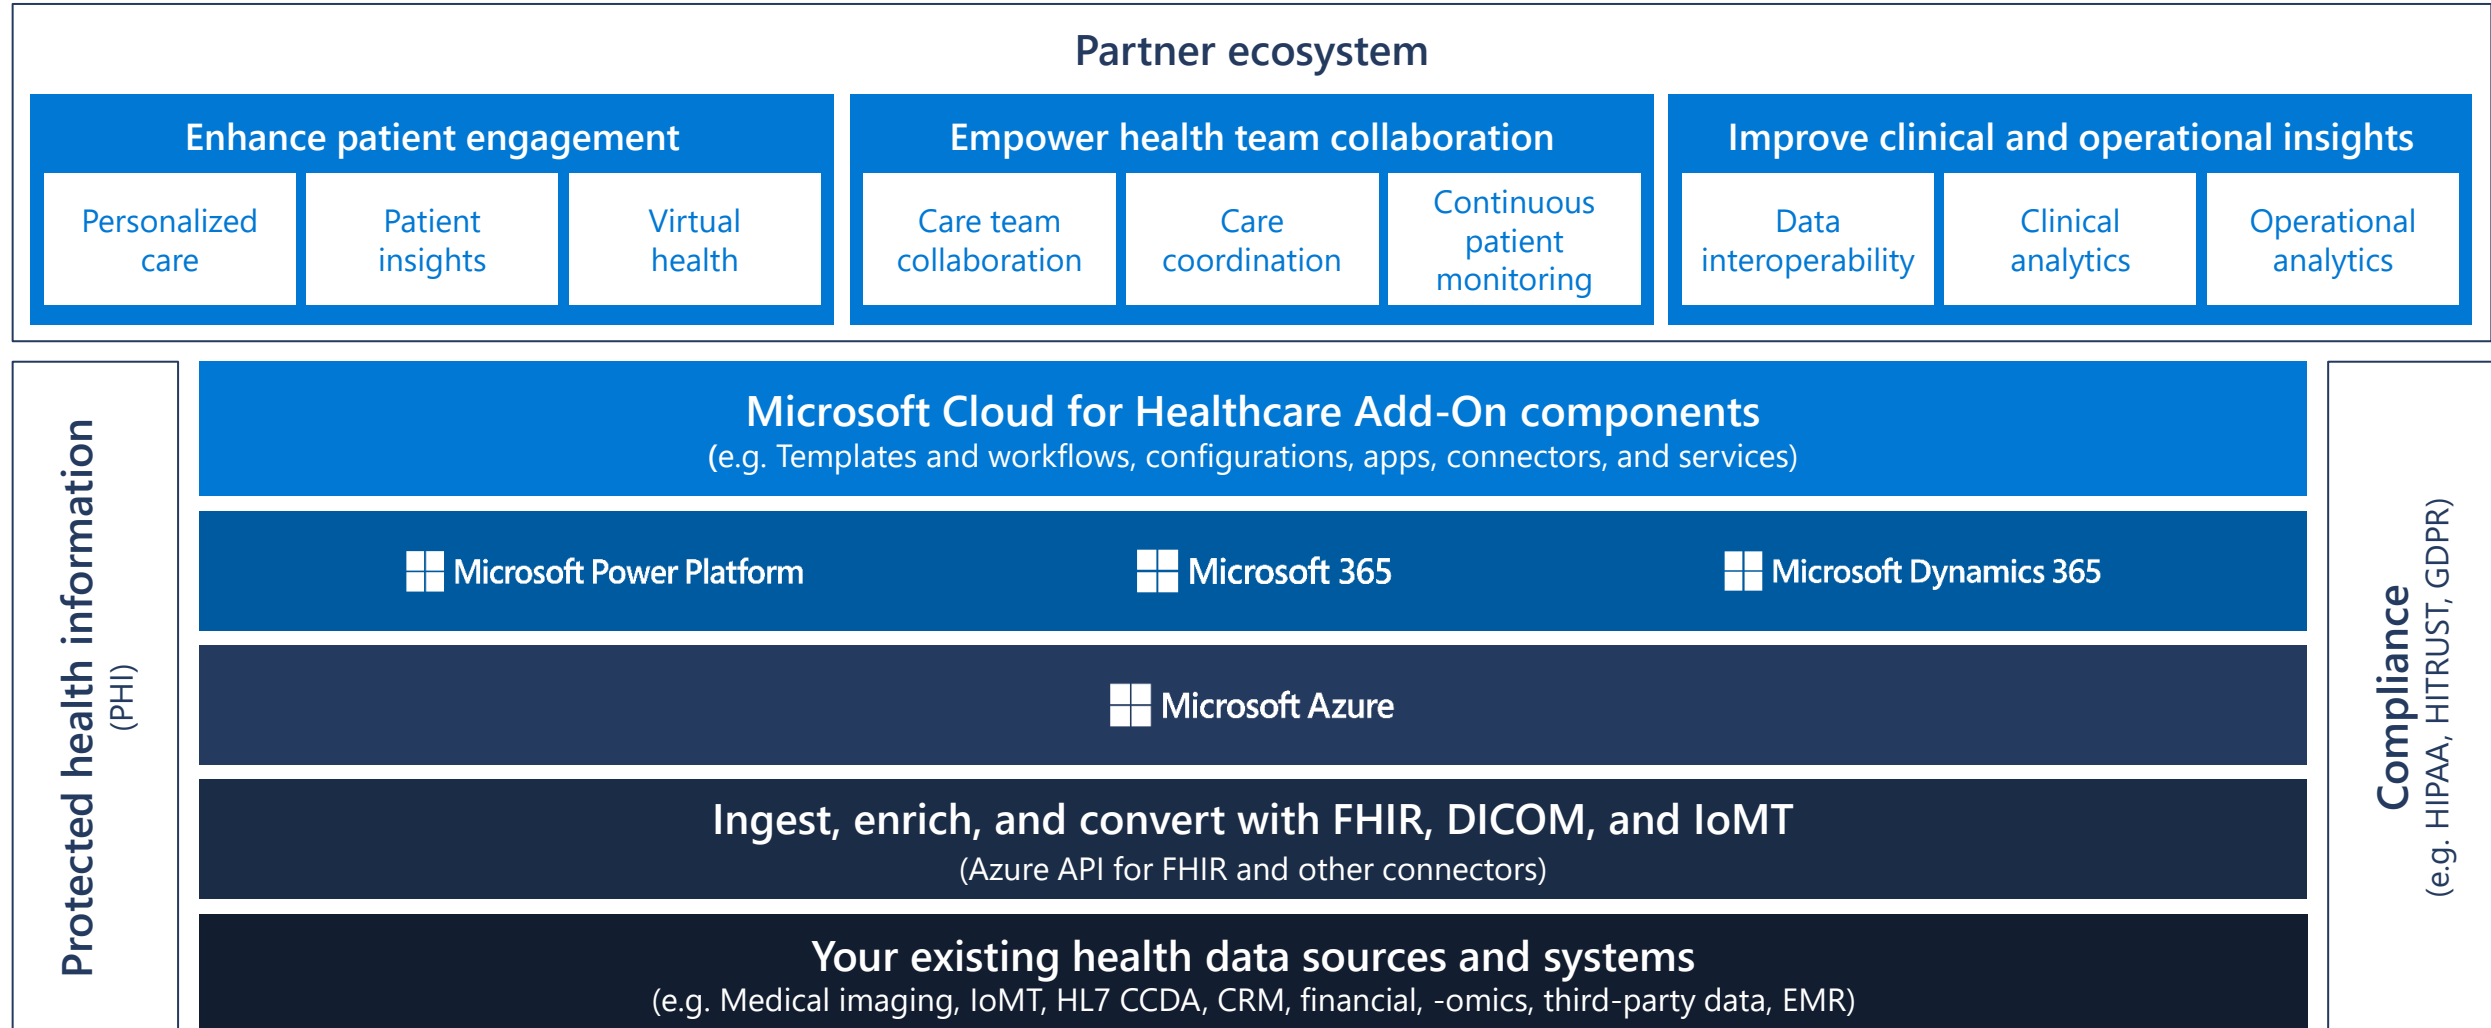 Partner ecosystem
Enhance patient engagement
Personalized
care
Patient
insights
Virtual
health
Empower health team collaboration
Care team
collaboration
Care
coordination
Continuous
patient
monitoring
Improve clinical and operational insights
Data
interoperability
Clinical
analytics
Operational
analytics
Protected health information
(PHI)
Microsoft Cloud for Healthcare Add-On components
(e.g. Templates and workflows, configurations, apps, connectors, and services)
Microsoft Power Platform
Microsoft 365
Microsoft Dynamics 365
Microsoft Azure
Ingest, enrich, and convert with FHIR, DICOM, and IoMT
(Azure API for FHIR and other connectors)
Your existing health data sources and systems
(e.g. Medical imaging, IoMT, HL7 CCDA, CRM, financial, -omics, third-party data, EMR)
Compliance
(e.g. HIPAA, HITRUST, GDPR)